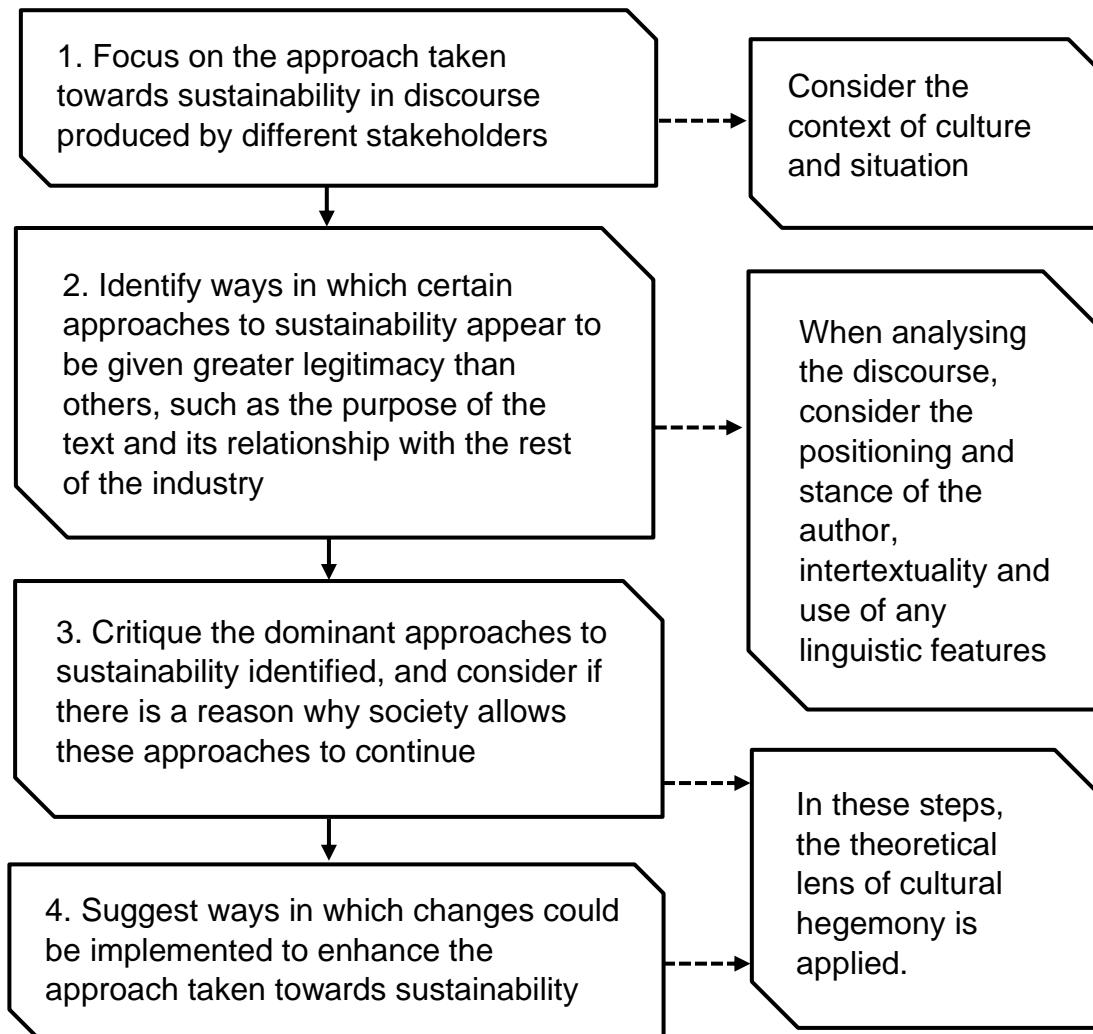 1. Focus on the approach taken
towards sustainability in discourse
produced by different stakeholders
Consider the
context of culture
and situation
2. Identify ways in which certain
approaches to sustainability appear to
be given greater legitimacy than
others, such as the purpose of the
text and its relationship with the rest
of the industry
When analysing
the discourse,
consider the
positioning and
stance of the
author,
intertextuality and
use of any
linguistic features
3. Critique the dominant approaches to
sustainability identified, and consider if
there is a reason why society allows
these approaches to continue
In these steps,
the theoretical
lens of cultural
hegemony is
applied.
4. Suggest ways in which changes could
be implemented to enhance the
approach taken towards sustainability